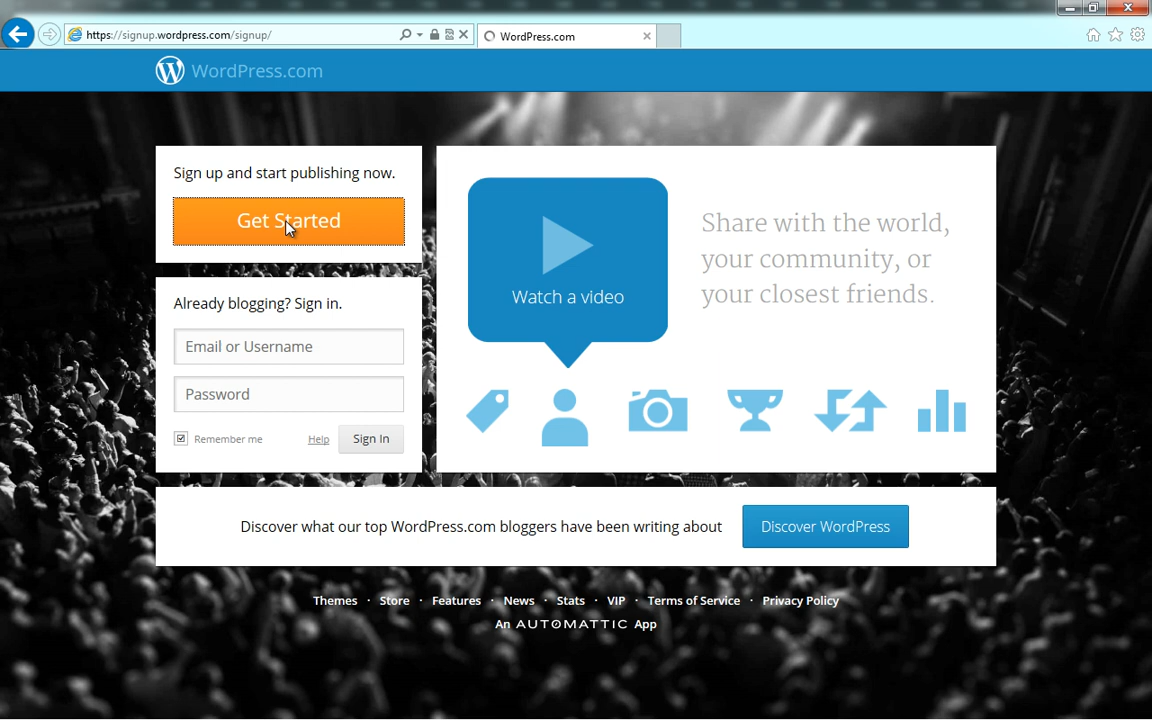 https://signup.wordpress.com/signup/
WordPress.com
WordPress.com
Sign up and start publishing now.
Get Started
Already blogging? Sign in.
Email or Username
Password
Remember me
Help
Sign In
Watch a video
Share with the world,
your community, or
your closest friends.
Discover what our top WordPress.com bloggers have been writing about
Discover WordPress
Themes · Store · Features · News · Stats · VIP · Terms of Service · Privacy Policy
An AUTOMATTIC App